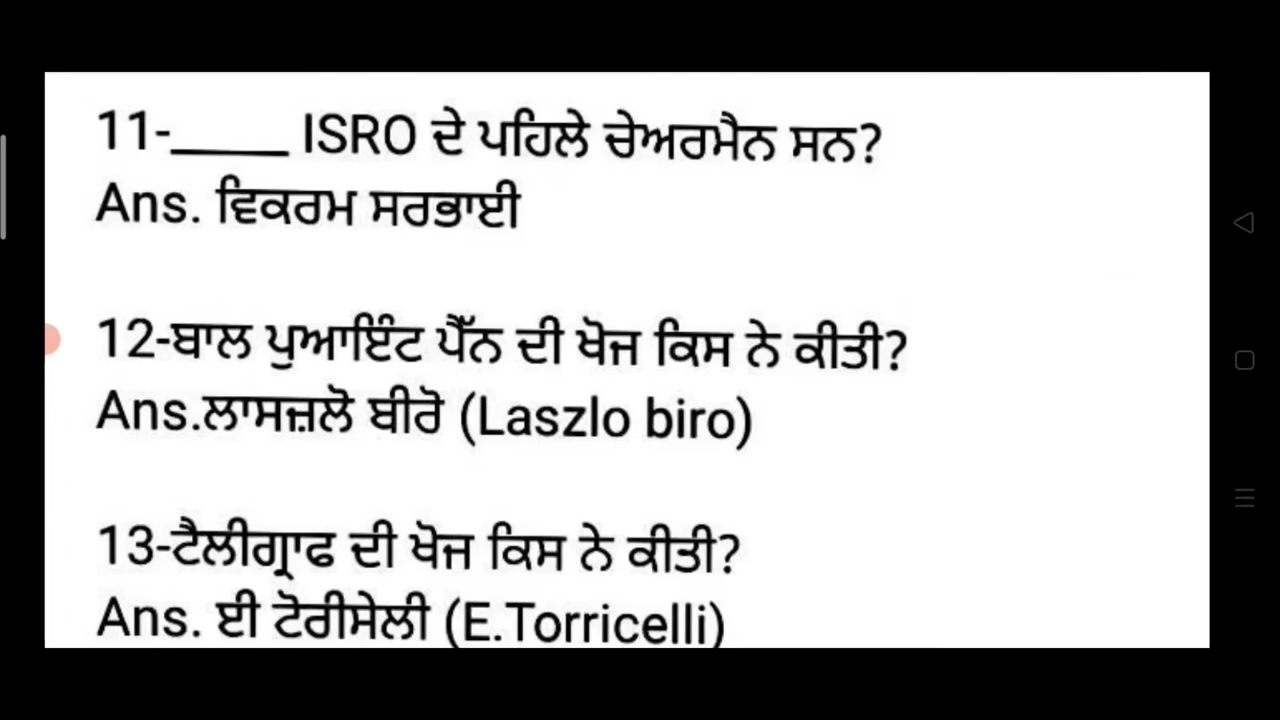 11-_____ ISRO ਦੇ ਪਹਿਲੇ ਚੇਅਰਮੈਨ ਸਨ?
Ans. ਵਿਕਰਮ ਸਰਭਾਈ
12-ਬਾਲ ਪੁਆਇੰਟ ਪੈੱਨ ਦੀ ਖੋਜ ਕਿਸ ਨੇ ਕੀਤੀ?
Ans.ਲਾਸਜ਼ਲੋ ਬੀਰੋ (Laszlo biro)
13-ਟੈਲੀਗ੍ਰਾਫ ਦੀ ਖੋਜ ਕਿਸ ਨੇ ਕੀਤੀ?
Ans. ਈ ਟੋਰੀਸੇਲੀ (E.Torricelli)